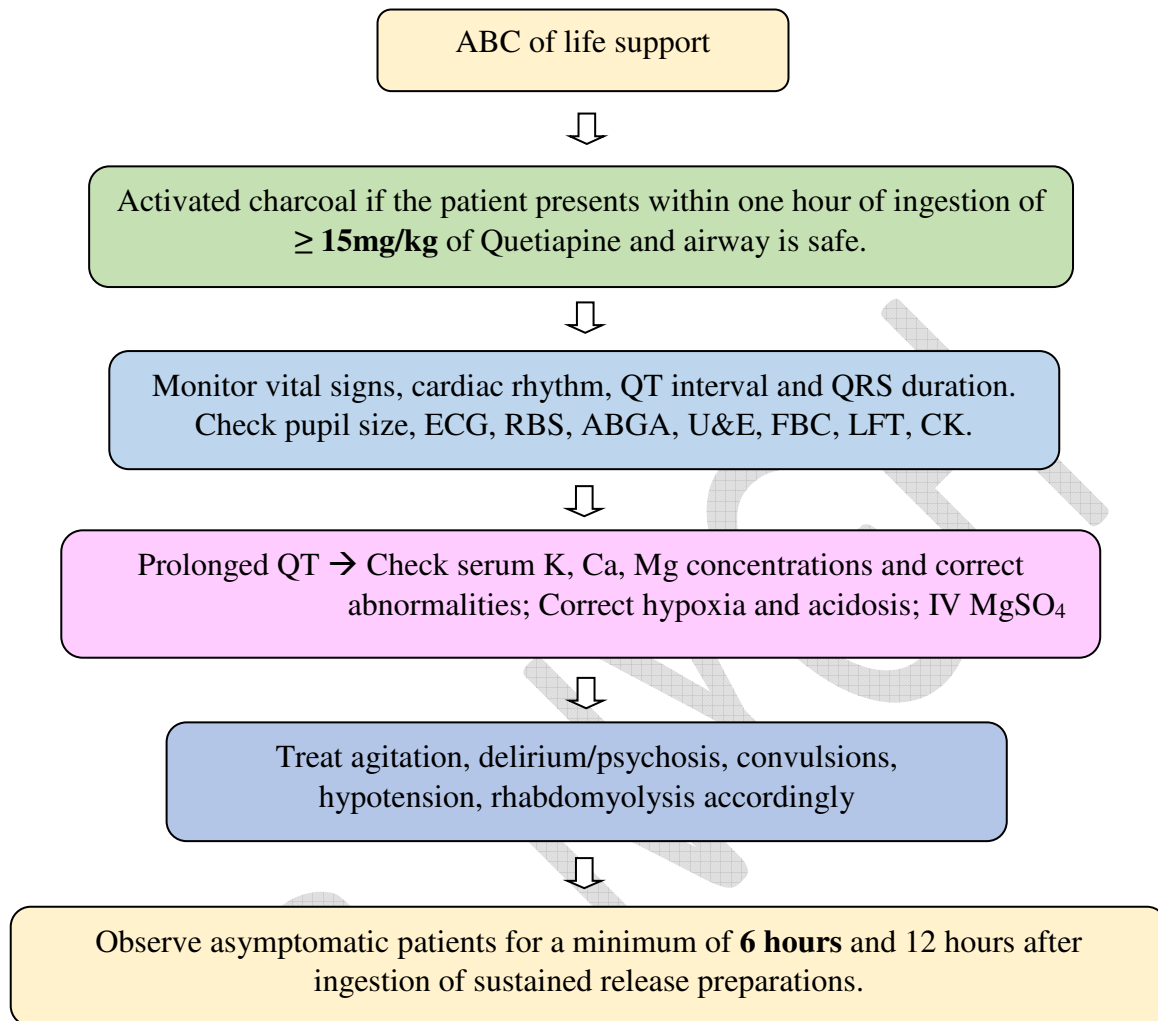 ABC of life support
Activated charcoal if the patient presents within one hour of ingestion of
≥ 15mg/kg of Quetiapine and airway is safe.
Monitor vital signs, cardiac rhythm, QT interval and QRS duration.
Check pupil size, ECG, RBS, ABGA, U&E, FBC, LFT, CK.
Prolonged QT → Check serum K, Ca, Mg concentrations and correct
abnormalities; Correct hypoxia and acidosis; IV MgSO₄
Treat agitation, delirium/psychosis, convulsions,
hypotension, rhabdomyolysis accordingly
Observe asymptomatic patients for a minimum of 6 hours and 12 hours after
ingestion of sustained release preparations.